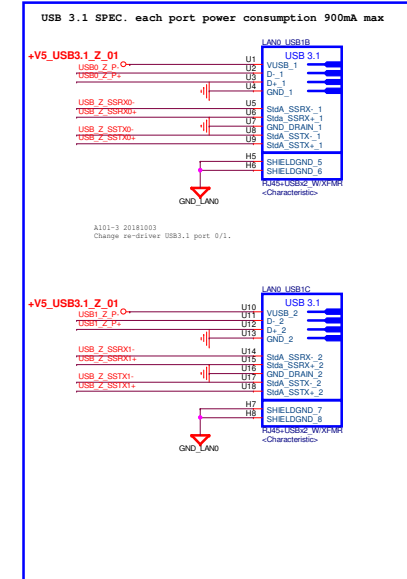 USB 3.1 SPEC. each port power consumption 900mA max
LAN0_USB1B
+V5_USB3.1_Z_01
USB 3.1
U1 VUSB_1
USB0_Z_P- U2 D-_1
USB0_Z_P+ U3 D+_1
U4 GND_1
USB_Z_SSRX0- U5 StdA_SSRX-_1
USB_Z_SSRX0+ U6 Stda_SSRX+_1
U7 GND_DRAIN_1
USB_Z_SSTX0- U8 StdA_SSTX-_1
USB_Z_SSTX0+ U9 StdA_SSTX+_1
H5 SHIELDGND_5
H6 SHIELDGND_6
RJ45+USBx2_W/XFMR
<Characteristic>
GND_LAN0
A101-3 20181003
Change re-driver USB3.1 port 0/1.
LAN0_USB1C
+V5_USB3.1_Z_01
USB 3.1
U10 VUSB_2
USB1_Z_P- U11 D-_2
USB1_Z_P+ U12 D+_2
U13 GND_2
USB_Z_SSRX1- U14 StdA_SSRX-_2
USB_Z_SSRX1+ U15 Stda_SSRX+_2
U16 GND_DRAIN_2
USB_Z_SSTX1- U17 StdA_SSTX-_2
USB_Z_SSTX1+ U18 StdA_SSTX+_2
H7 SHIELDGND_7
H8 SHIELDGND_8
RJ45+USBx2_W/XFMR
<Characteristic>
GND_LAN0